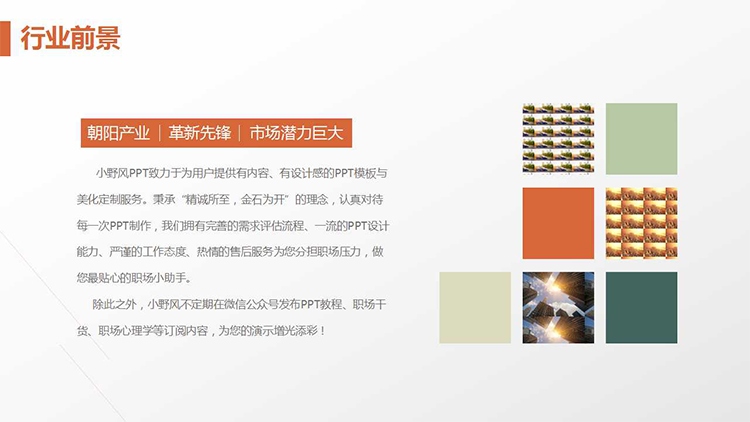 行业前景
朝阳产业｜革新先锋｜市场潜力巨大
小野风PPT致力于为用户提供有内容、有设计感的PPT模板与
美化定制服务。秉承“精诚所至，金石为开”的理念，认真对待
每一次PPT制作，我们拥有完善的需求评估流程、一流的PPT设计
能力、严谨的工作态度、热情的售后服务为您分担职场压力，做
您最贴心的职场小助手。
除此之外，小野风不定期在微信公众号发布PPT教程、职场干
货、职场心理学等订阅内容，为您的演示增光添彩！